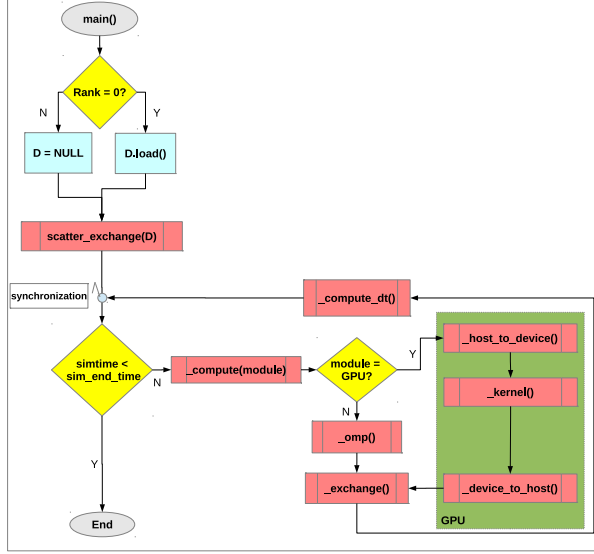 main()
Rank = 0?
N
Y
D = NULL
D.load()
scatter_exchange(D)
synchronization
_compute_dt()
simtime <
sim_end_time
N
_compute(module)
module =
GPU?
Y
_host_to_device()
_kernel()
N
_omp()
Y
_exchange()
_device_to_host()
GPU
End